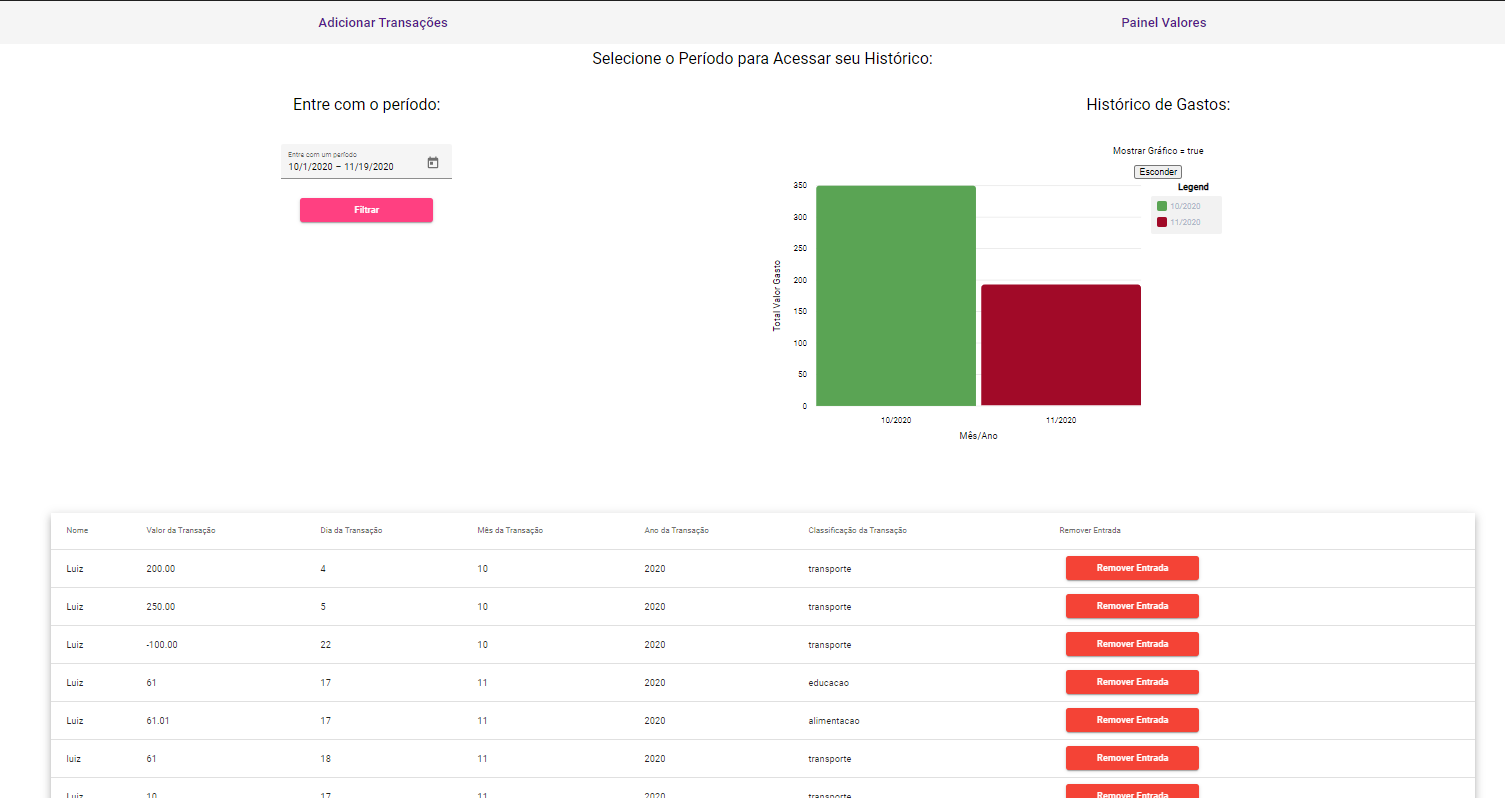 Adicionar Transações Painel Valores
Selecione o Período para Acessar seu Histórico:
Entre com o período:
Entre com um período
10/1/2020 – 11/19/2020
Filtrar
Histórico de Gastos:
Mostrar Gráfico = true
Esconder
Legend
10/2020
11/2020
350
300
250
200
150
100
50
0
Total Valor Gasto
10/2020 11/2020
Mês/Ano
Nome Valor da Transação Dia da Transação Mês da Transação Ano da Transação Classificação da Transação Remover Entrada
Luiz 200.00 4 10 2020 transporte Remover Entrada
Luiz 250.00 5 10 2020 transporte Remover Entrada
Luiz -100.00 22 10 2020 transporte Remover Entrada
Luiz 61 17 11 2020 educacao Remover Entrada
Luiz 61.01 17 11 2020 alimentacao Remover Entrada
luiz 61 18 11 2020 transporte Remover Entrada
Luiz 10 17 11 2020 transporte Remover Entrada